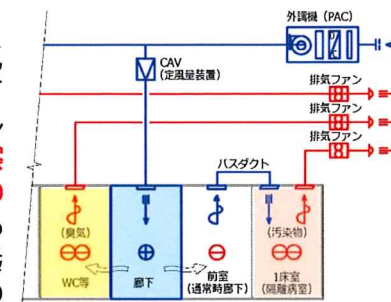 外調機（PAC）
CAV
（定風量装置）
排気ファン
排気ファン
排気ファン
パスダクト
（臭気）
（汚染物）
WC等
廊下
前室
（通常時廊下）
1床室
（隔離病室）